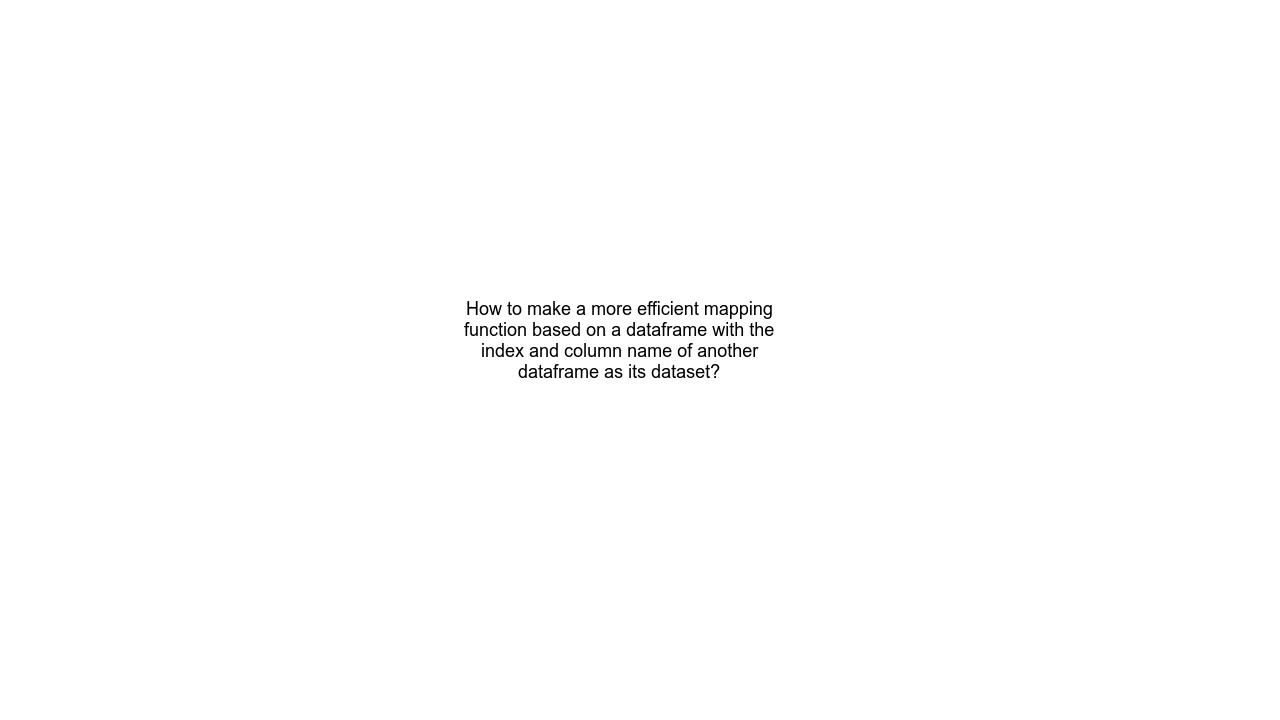 How to make a more efficient mapping
function based on a dataframe with the
index and column name of another
dataframe as its dataset?